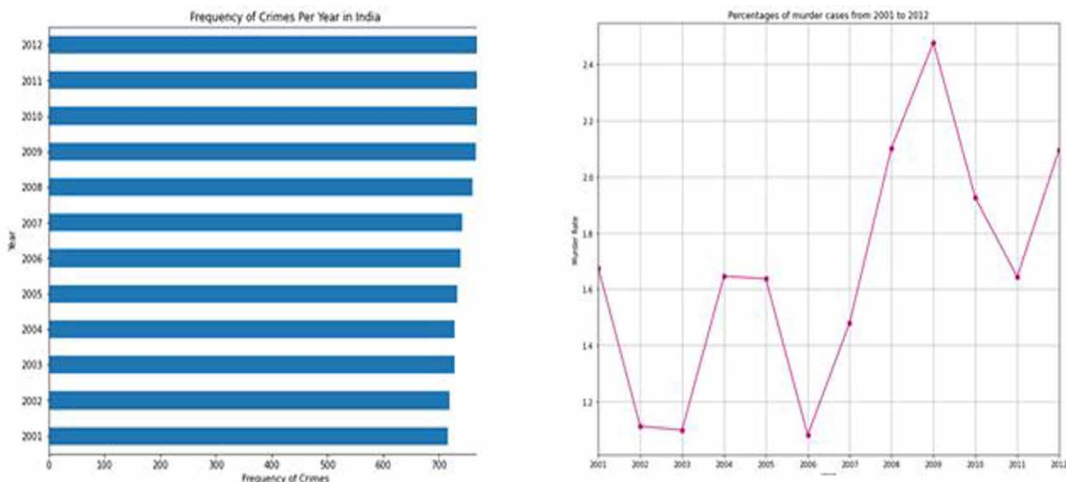 Frequency of Crimes Per Year in India
2012
2011
2010
2009
2008
2007
2006
2005
2004
2003
2002
2001
Year
0 100 200 300 400 500 600 700
Frequency of Crimes
Percentages of murder cases from 2001 to 2012
2.4
2.2
2.0
1.8
1.6
1.4
1.2
Murder Rate
2001 2002 2003 2004 2005 2006 2007 2008 2009 2010 2011 2012